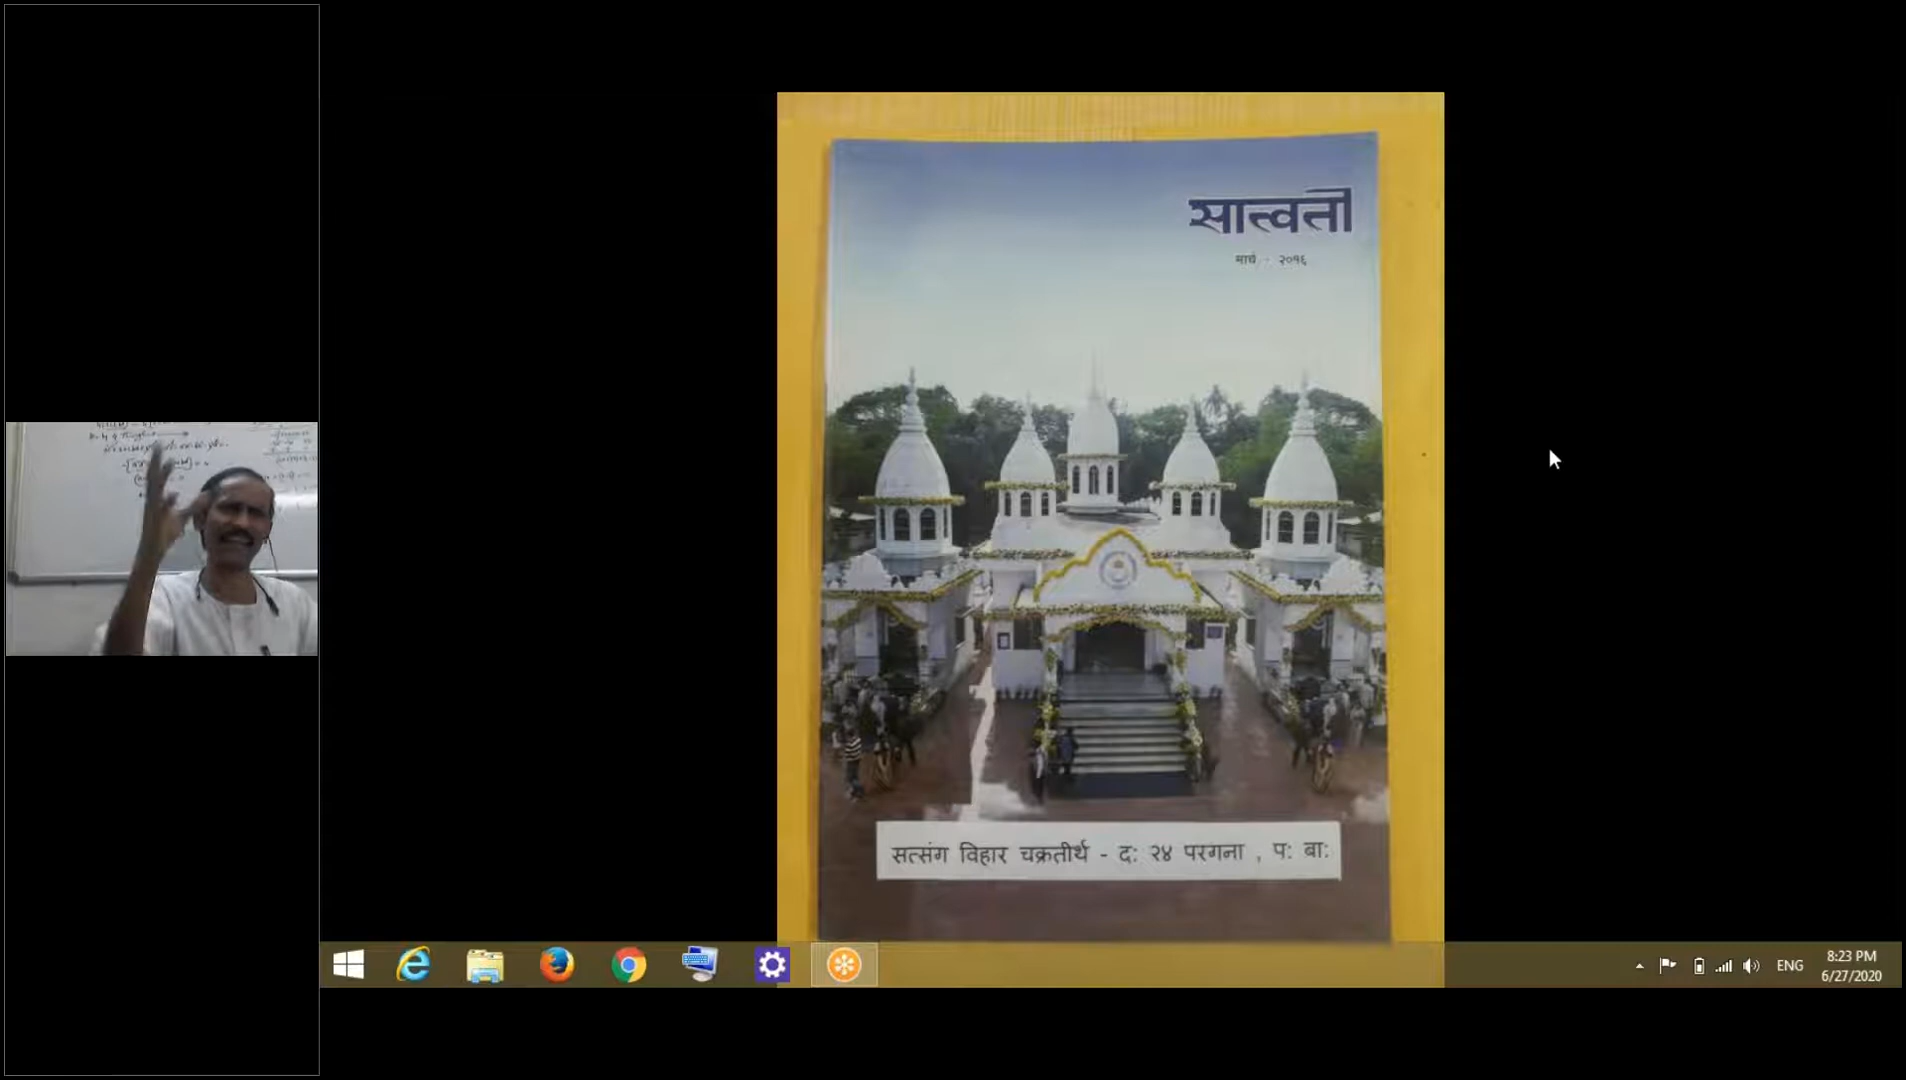 सात्वती
मार्च - २०१६
सत्संग विहार चक्रतीर्थ - द: २४ परगना , प: बा:
ENG
8:23 PM
6/27/2020